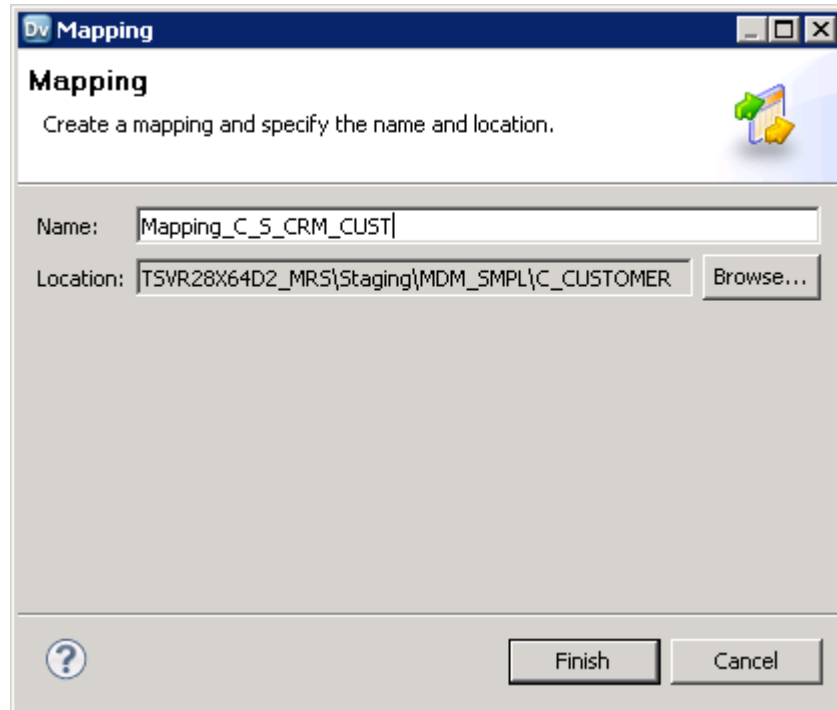 Dv Mapping
Mapping
Create a mapping and specify the name and location.
Name: Mapping_C_S_CRM_CUST
Location: TSVR28X64D2_MRS\Staging\MDM_SMPL\C_CUSTOMER Browse...
? Finish Cancel